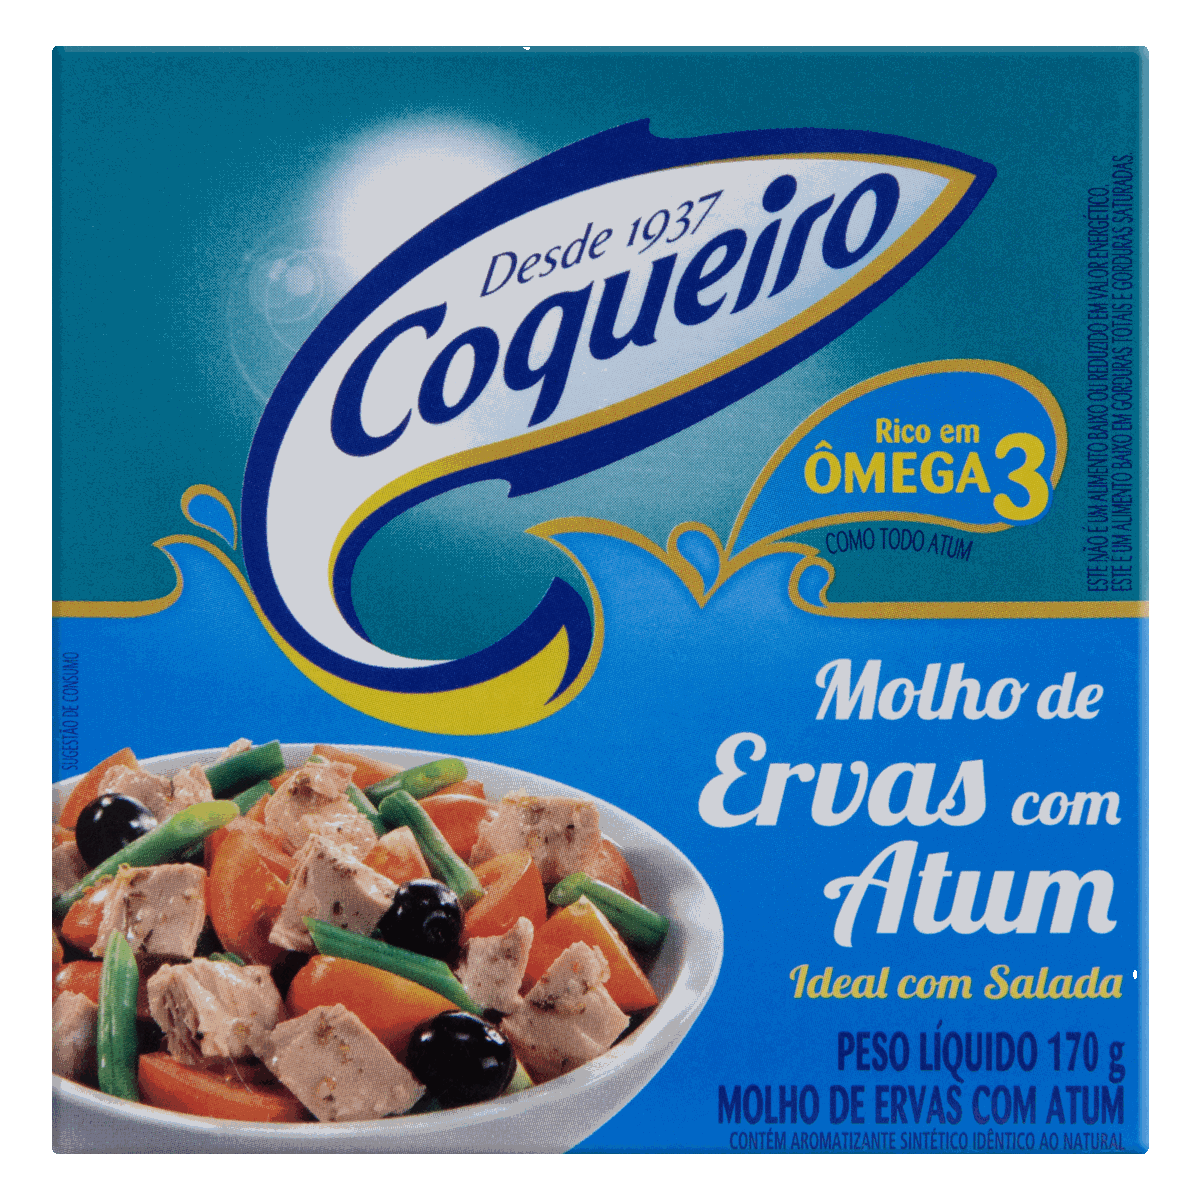 Desde 1937
Coqueiro
Rico em
ÔMEGA 3
COMO TODO ATUM
ESTE NÃO É UM ALIMENTO BAIXO OU REDUZIDO EM VALOR ENERGÉTICO.
ESTE É UM ALIMENTO BAIXO EM GORDURAS TOTAIS E GORDURAS SATURADAS
SUGESTÃO DE CONSUMO
Molho de
Ervas com
Atum
Ideal com Salada
PESO LÍQUIDO 170 g
MOLHO DE ERVAS COM ATUM
CONTÉM AROMATIZANTE SINTÉTICO IDÊNTICO AO NATURAL